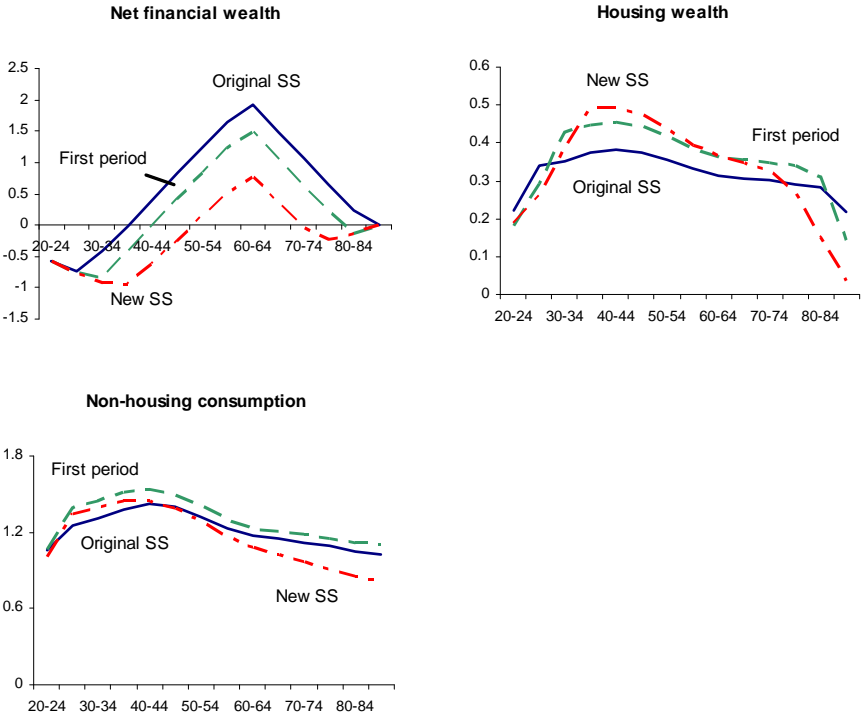 Net financial wealth
2.5
2
1.5
1
0.5
0
-0.5
-1
-1.5
Original SS
First period
New SS
20-24 30-34 40-44 50-54 60-64 70-74 80-84
Housing wealth
0.6
0.5
0.4
0.3
0.2
0.1
0
New SS
First period
Original SS
20-24 30-34 40-44 50-54 60-64 70-74 80-84
Non-housing consumption
1.8
1.2
0.6
0
First period
Original SS
New SS
20-24 30-34 40-44 50-54 60-64 70-74 80-84